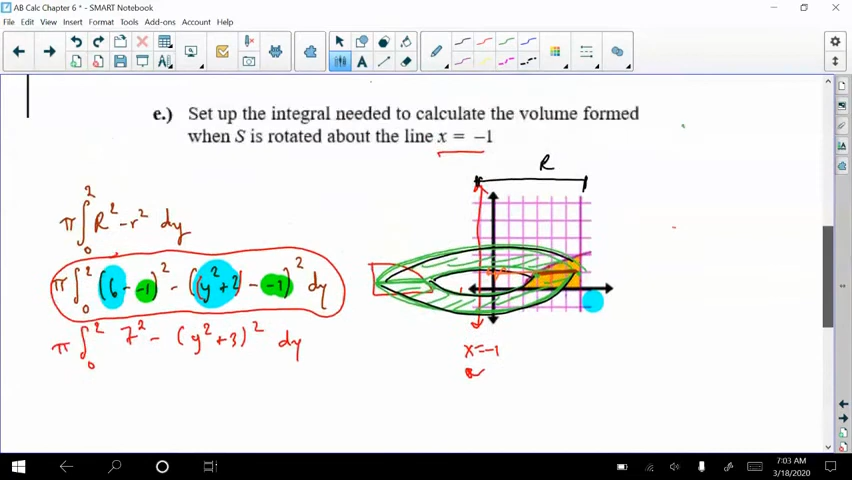 AB Calc Chapter 6 * - SMART Notebook
File Edit View Insert Format Tools Add-ons Account Help
e.) Set up the integral needed to calculate the volume formed
when S is rotated about the line x = −1
R
π∫₀² R² − r² dy
π∫₀² (6 − −1)² − ((y² + 2) − −1)² dy
π∫₀² 7² − (y² + 3)² dy
x = −1
7:03 AM
3/18/2020